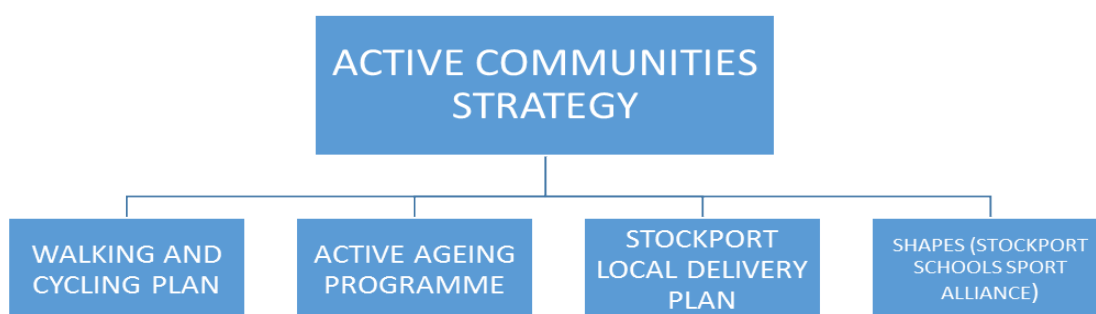 ACTIVE COMMUNITIES
STRATEGY
WALKING AND
CYCLING PLAN
ACTIVE AGEING
PROGRAMME
STOCKPORT
LOCAL DELIVERY
PLAN
SHAPES (STOCKPORT
SCHOOLS SPORT
ALLIANCE)